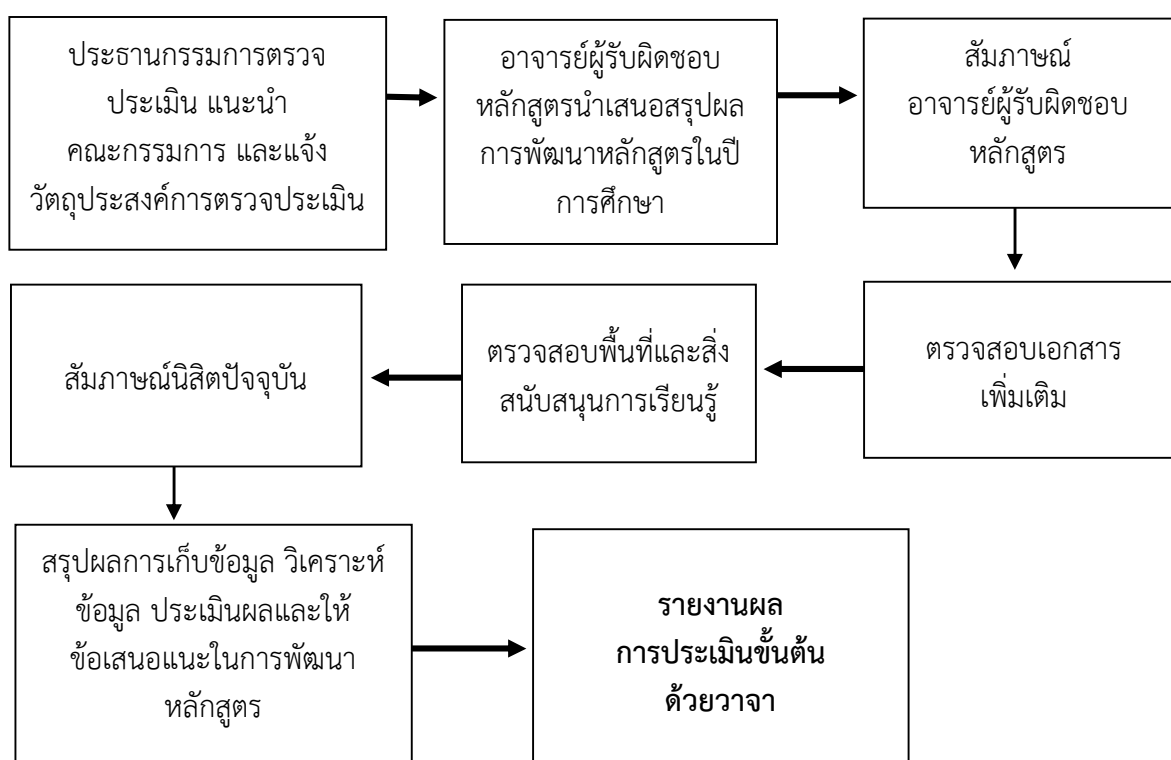 ประธานกรรมการตรวจ
ประเมิน แนะนำ
คณะกรรมการ และแจ้ง
วัตถุประสงค์การตรวจประเมิน
อาจารย์ผู้รับผิดชอบ
หลักสูตรนำเสนอสรุปผล
การพัฒนาหลักสูตรในปี
การศึกษา
สัมภาษณ์
อาจารย์ผู้รับผิดชอบ
หลักสูตร
ตรวจสอบเอกสาร
เพิ่มเติม
ตรวจสอบพื้นที่และสิ่ง
สนับสนุนการเรียนรู้
สัมภาษณ์นิสิตปัจจุบัน
สรุปผลการเก็บข้อมูล วิเคราะห์
ข้อมูล ประเมินผลและให้
ข้อเสนอแนะในการพัฒนา
หลักสูตร
รายงานผล
การประเมินขั้นต้น
ด้วยวาจา